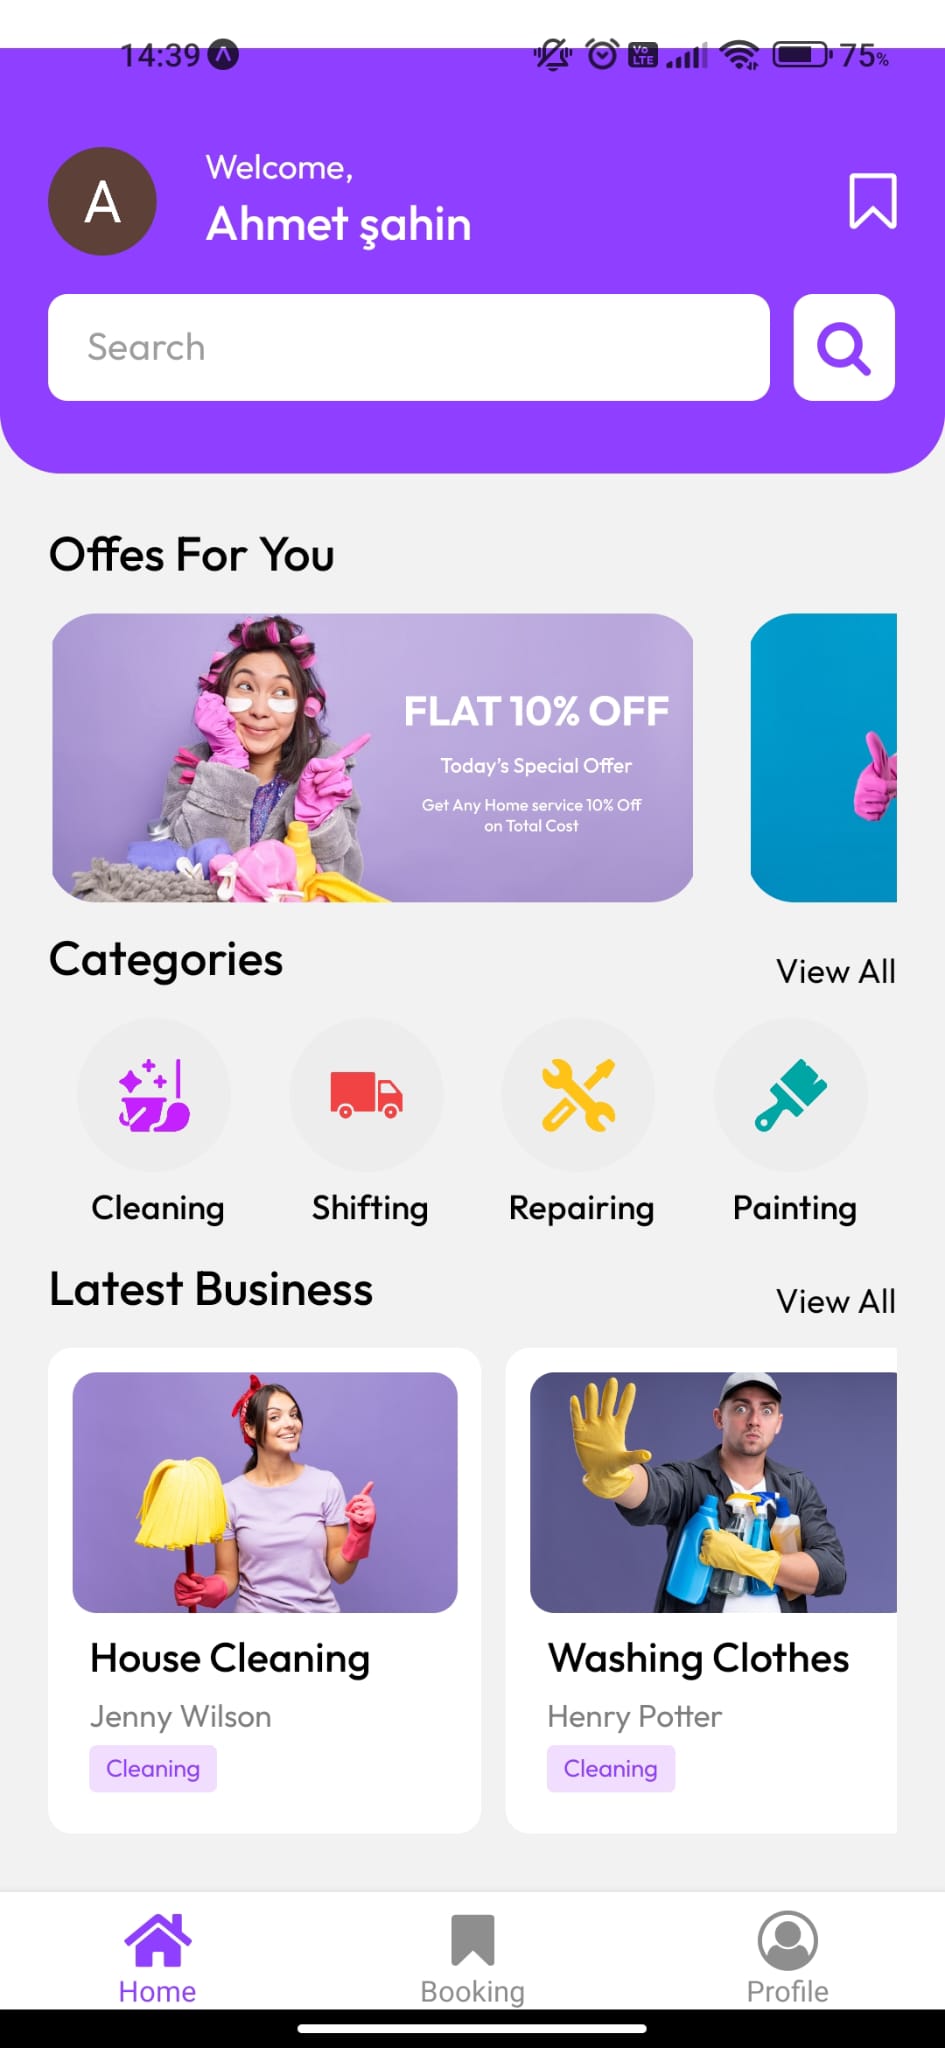 14:39
Vo LTE
75%
A
Welcome,
Ahmet şahin
Search
Offes For You
FLAT 10% OFF
Today's Special Offer
Get Any Home service 10% Off
on Total Cost
Categories
View All
Cleaning
Shifting
Repairing
Painting
Latest Business
View All
House Cleaning
Jenny Wilson
Cleaning
Washing Clothes
Henry Potter
Cleaning
Home
Booking
Profile